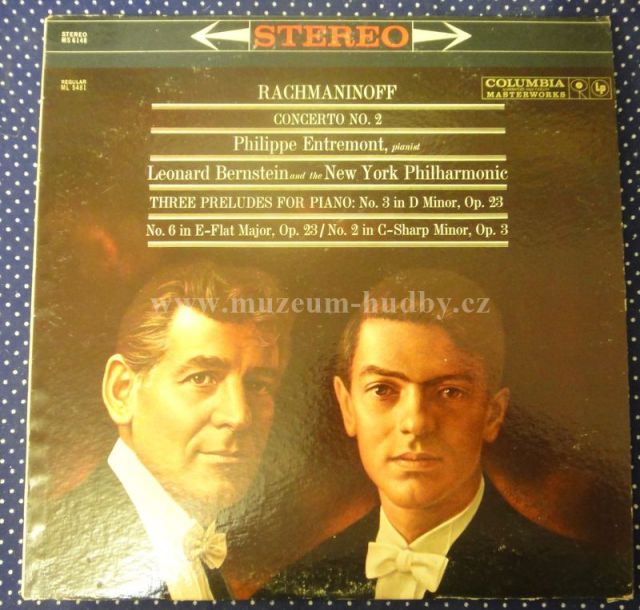 STEREO
MS 6148
STEREO
REGULAR
ML 5481
COLUMBIA
MASTERWORKS
LP
RACHMANINOFF
CONCERTO NO. 2
Philippe Entremont, pianist
Leonard Bernstein and the New York Philharmonic
THREE PRELUDES FOR PIANO: No. 3 in D Minor, Op. 23
No. 6 in E-Flat Major, Op. 23 / No. 2 in C-Sharp Minor, Op. 3
www.muzeum-hudby.cz